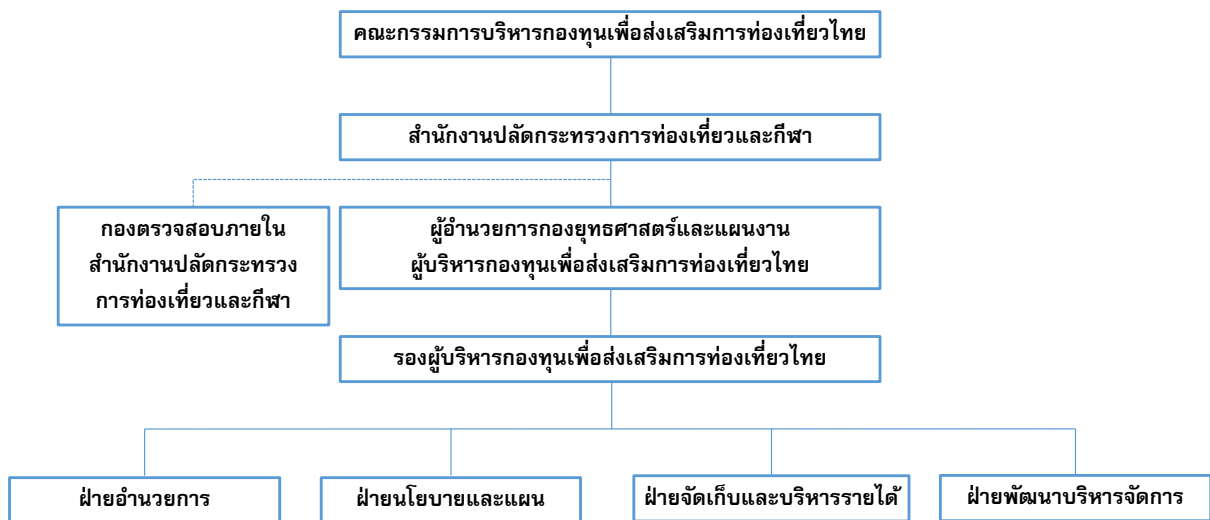 คณะกรรมการบริหารกองทุนเพื่อส่งเสริมการท่องเที่ยวไทย
สำนักงานปลัดกระทรวงการท่องเที่ยวและกีฬา
กองตรวจสอบภายใน
สำนักงานปลัดกระทรวง
การท่องเที่ยวและกีฬา
ผู้อำนวยการกองยุทธศาสตร์และแผนงาน
ผู้บริหารกองทุนเพื่อส่งเสริมการท่องเที่ยวไทย
รองผู้บริหารกองทุนเพื่อส่งเสริมการท่องเที่ยวไทย
ฝ่ายอำนวยการ
ฝ่ายนโยบายและแผน
ฝ่ายจัดเก็บและบริหารรายได้
ฝ่ายพัฒนาบริหารจัดการ